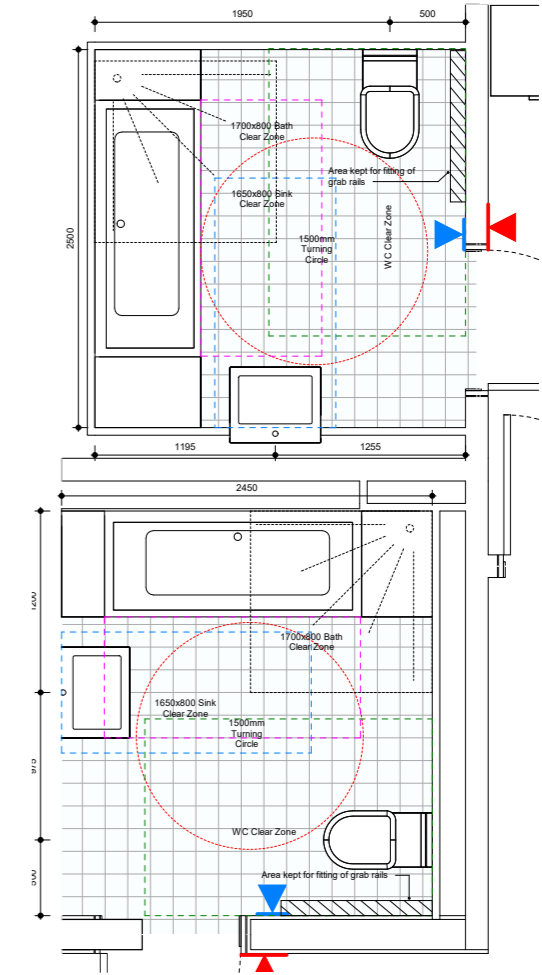 1950
500
1700x800 Bath
Clear Zone
Area kept for fitting of
grab rails
1650x800 Sink
Clear Zone
WC Clear Zone
2500
1500mm
Turning
Circle
1195
1255
2450
1700x800 Bath
Clear Zone
1650x800 Sink
Clear Zone
1500mm
Turning
Circle
WC Clear Zone
Area kept for fitting of grab rails